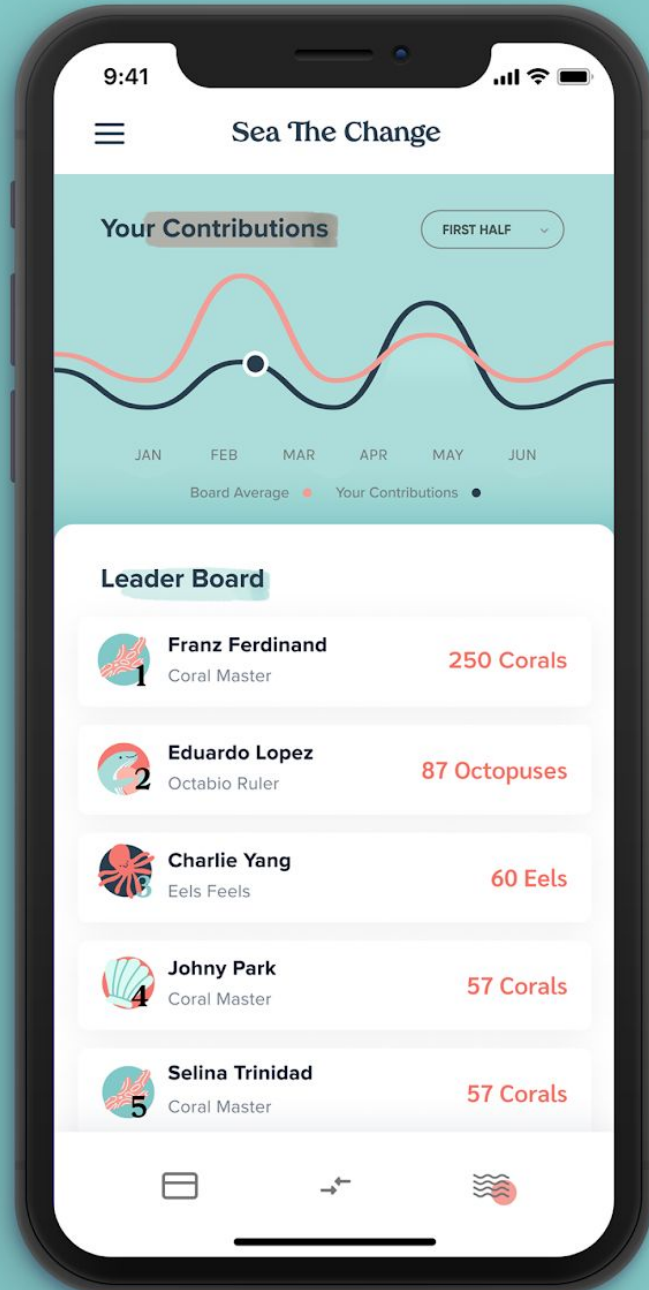 9:41
Sea The Change
Your Contributions
FIRST HALF
JAN FEB MAR APR MAY JUN
Board Average Your Contributions
Leader Board
1
Franz Ferdinand
Coral Master
250 Corals
2
Eduardo Lopez
Octabio Ruler
87 Octopuses
3
Charlie Yang
Eels Feels
60 Eels
4
Johny Park
Coral Master
57 Corals
5
Selina Trinidad
Coral Master
57 Corals